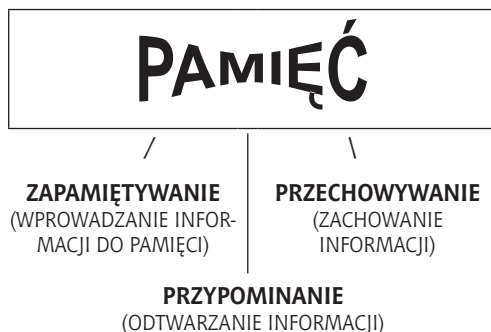 PAMIĘĆ
ZAPAMIĘTYWANIE
(WPROWADZANIE INFOR-
MACJI DO PAMIĘCI)
PRZECHOWYWANIE
(ZACHOWANIE
INFORMACJI)
PRZYPOMINANIE
(ODTWARZANIE INFORMACJI)